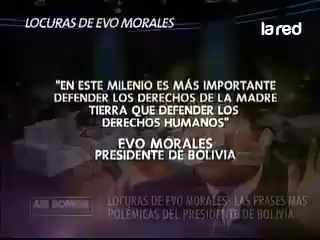 LOCURAS DE EVO MORALES
la red
"EN ESTE MILENIO ES MÁS IMPORTANTE
DEFENDER LOS DERECHOS DE LA MADRE
TIERRA QUE DEFENDER LOS
DERECHOS HUMANOS"
EVO MORALES
PRESIDENTE DE BOLIVIA
ASI SOMOS
LOCURAS DE EVO MORALES: LAS FRASES MÁS
POLÉMICAS DEL PRESIDENTE DE BOLIVIA